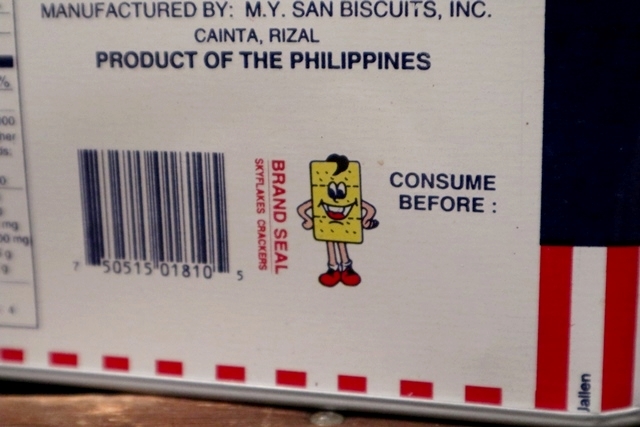 MANUFACTURED BY: M.Y. SAN BISCUITS, INC.
CAINTA, RIZAL
PRODUCT OF THE PHILIPPINES
%
mg
g
g
7 50515 01810 5
BRAND SEAL
SKYFLAKES CRACKERS
CONSUME
BEFORE :
Jallen